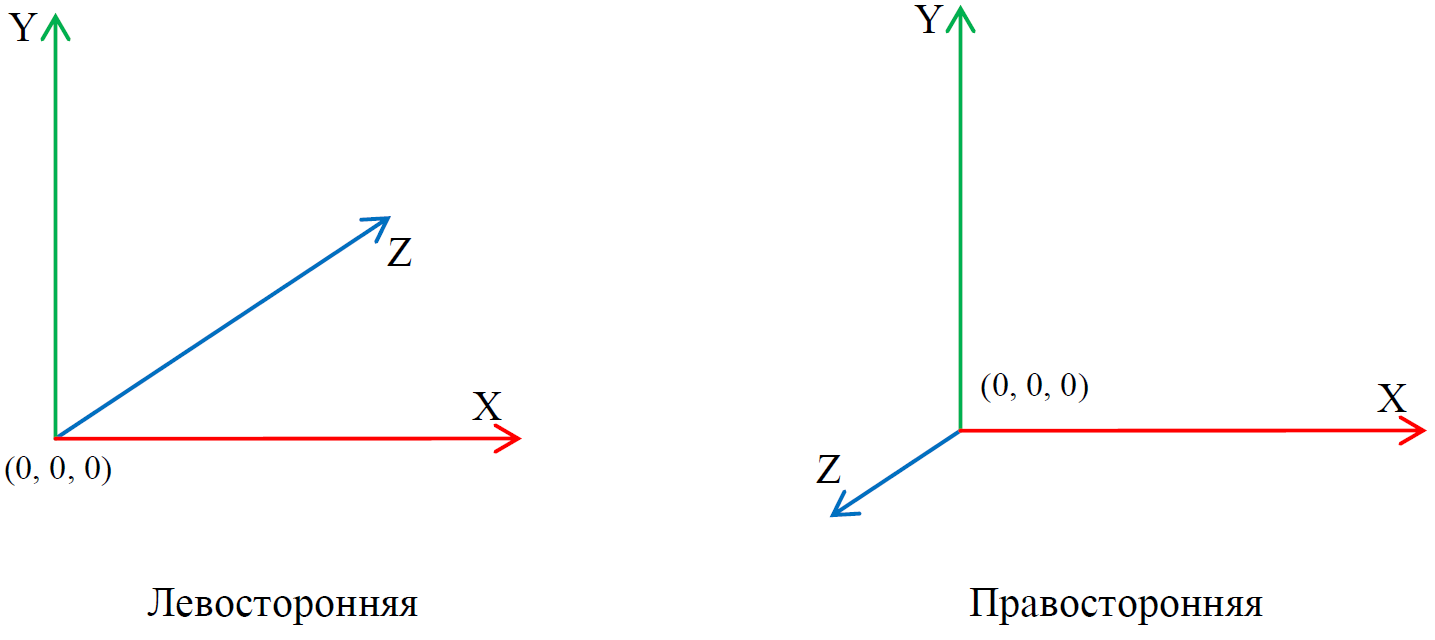 Y
Z
X
(0, 0, 0)
Левосторонняя
Y
(0, 0, 0)
X
Z
Правосторонняя